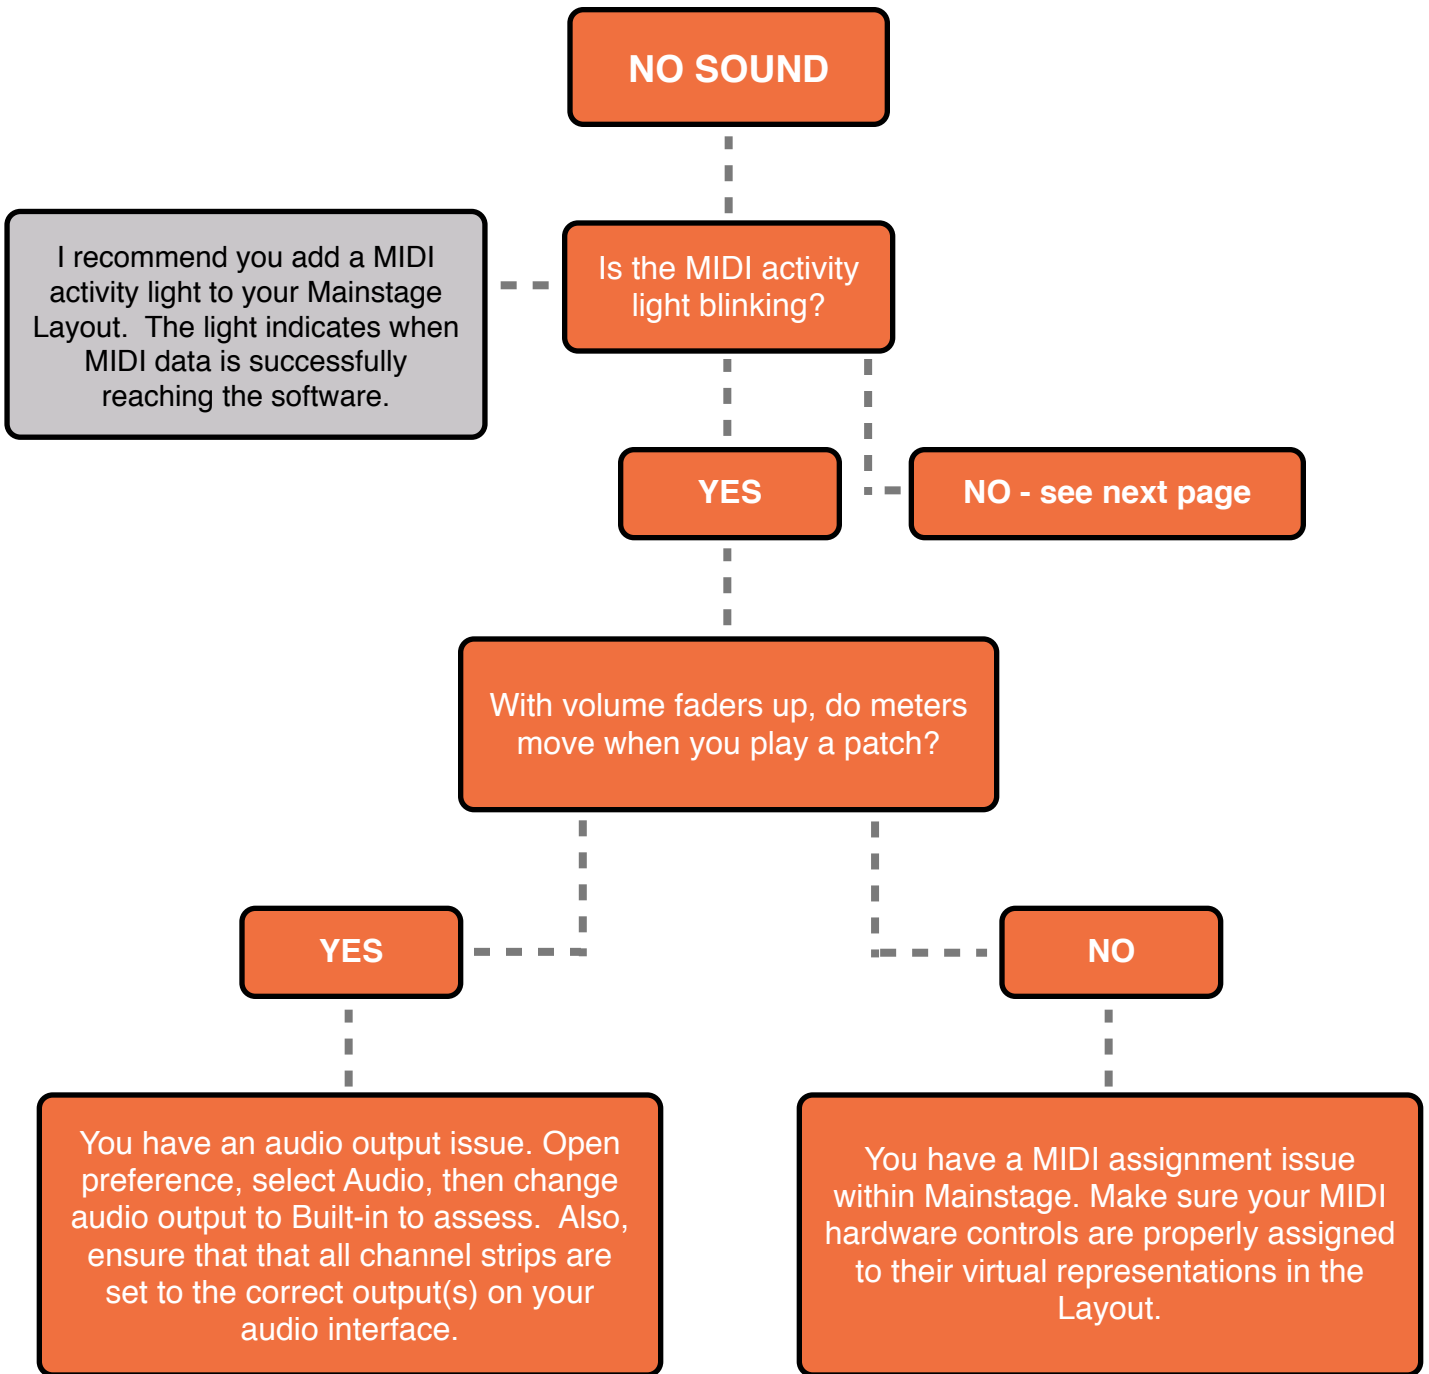 NO SOUND
I recommend you add a MIDI
activity light to your Mainstage
Layout.  The light indicates when
MIDI data is successfully
reaching the software.
Is the MIDI activity
light blinking?
YES
NO - see next page
With volume faders up, do meters
move when you play a patch?
YES
NO
You have an audio output issue. Open
preference, select Audio, then change
audio output to Built-in to assess.  Also,
ensure that that all channel strips are
set to the correct output(s) on your
audio interface.
You have a MIDI assignment issue
within Mainstage. Make sure your MIDI
hardware controls are properly assigned
to their virtual representations in the
Layout.